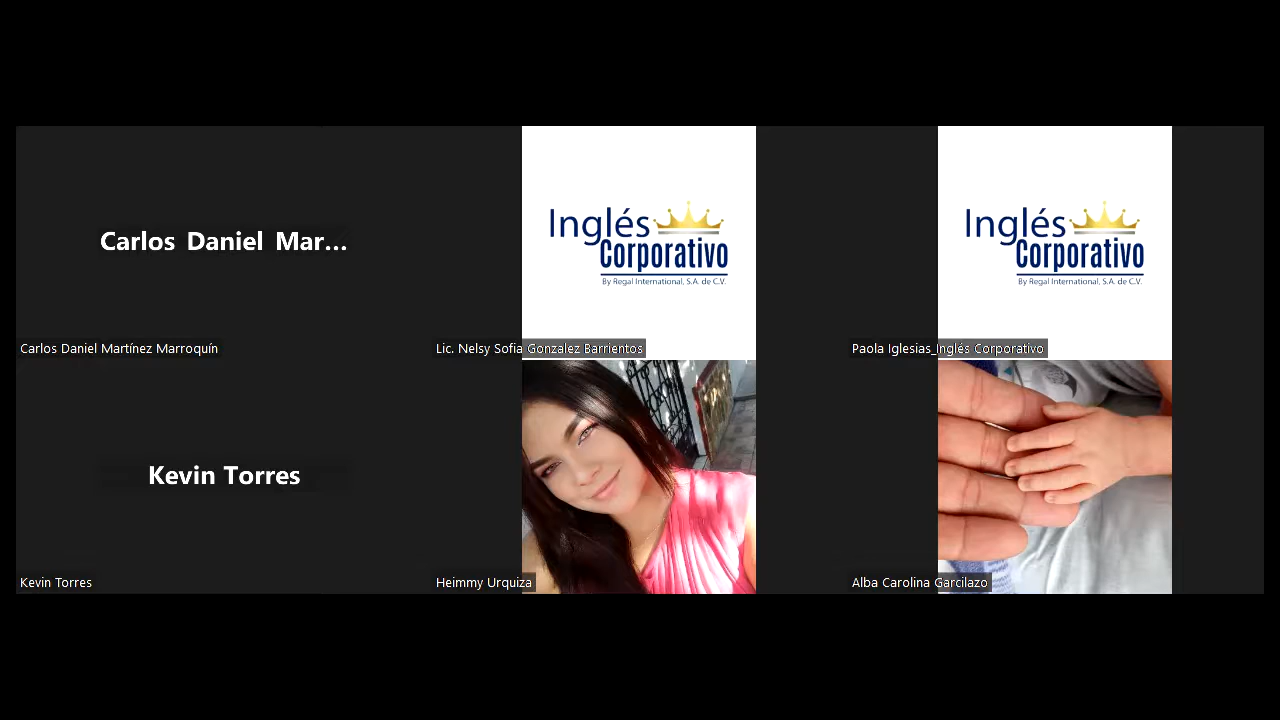 Carlos Daniel Mar...
Carlos Daniel Martínez Marroquín
Inglés
Corporativo
By Regal International, S.A. de C.V.
Lic. Nelsy Sofia Gonzalez Barrientos
Inglés
Corporativo
By Regal International, S.A. de C.V.
Paola Iglesias_Inglés Corporativo
Kevin Torres
Kevin Torres
Heimmy Urquiza
Alba Carolina Garcilazo